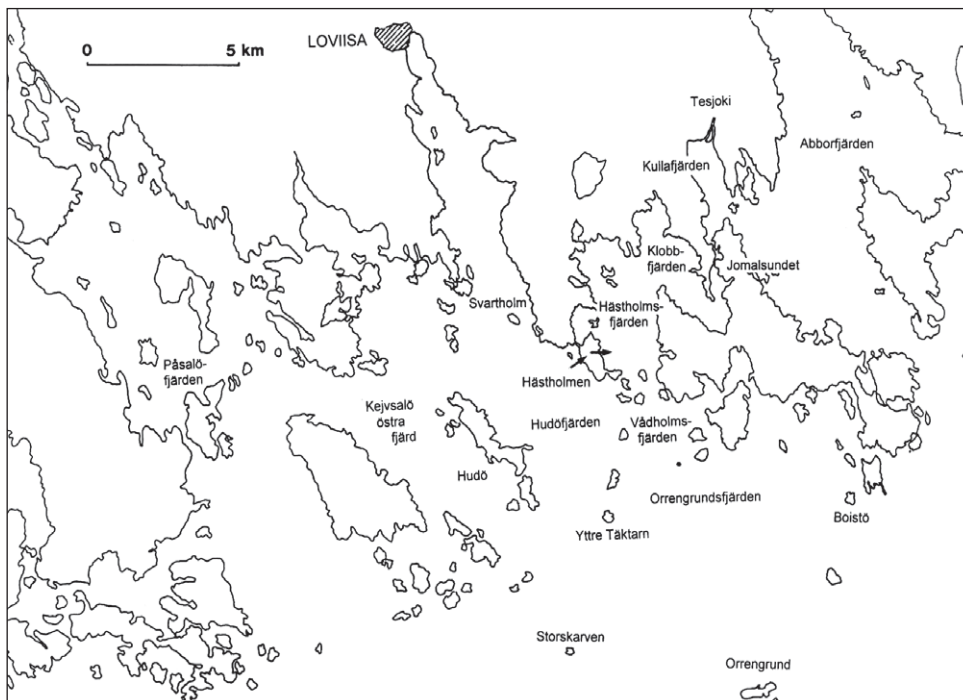 LOVIISA
0 5 km
Tesjoki
Abborfjärden
Kullafjärden
Klobb-
fjärden
Jomalsundet
Svartholm
Hästholms-
fjärden
Påsalö-
fjärden
Hästholmen
Kejvsalö
östra
fjärd
Hudöfjärden
Vådholms-
fjärden
Hudö
Orrengrundsfjärden
Boistö
Yttre Täktarn
Storskarven
Orrengrund